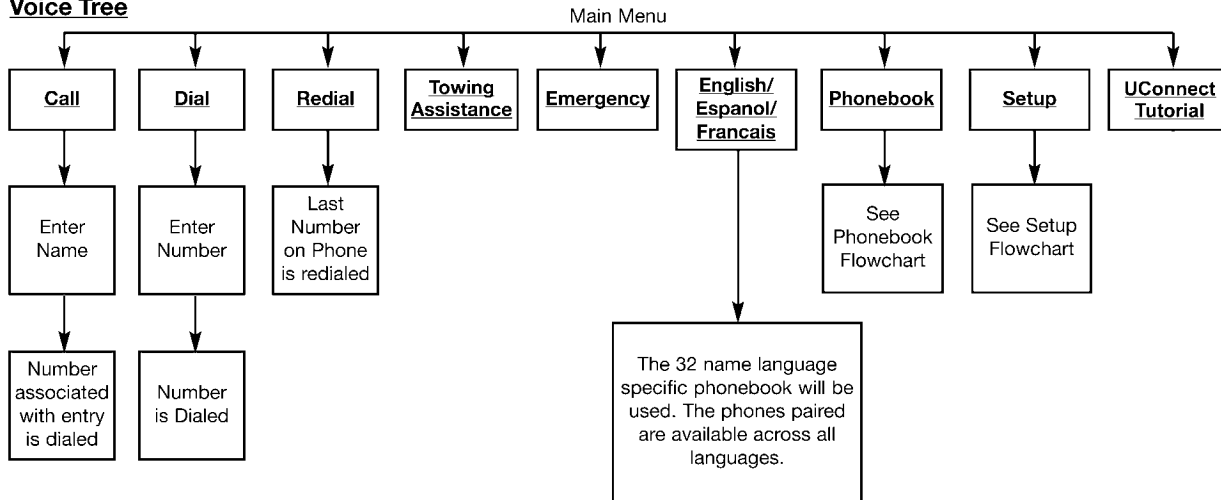 Voice Tree
Main Menu
Call
Dial
Redial
Towing
Assistance
Emergency
English/
Espanol/
Francais
Phonebook
Setup
UConnect
Tutorial
Enter
Name
Enter
Number
Last
Number
on Phone
is redialed
See
Phonebook
Flowchart
See Setup
Flowchart
Number
associated
with entry
is dialed
Number
is Dialed
The 32 name language
specific phonebook will be
used. The phones paired
are available across all
languages.